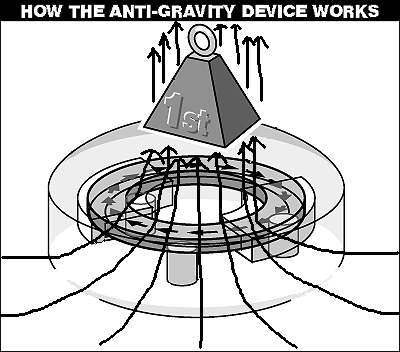 HOW THE ANTI-GRAVITY DEVICE WORKS
1st